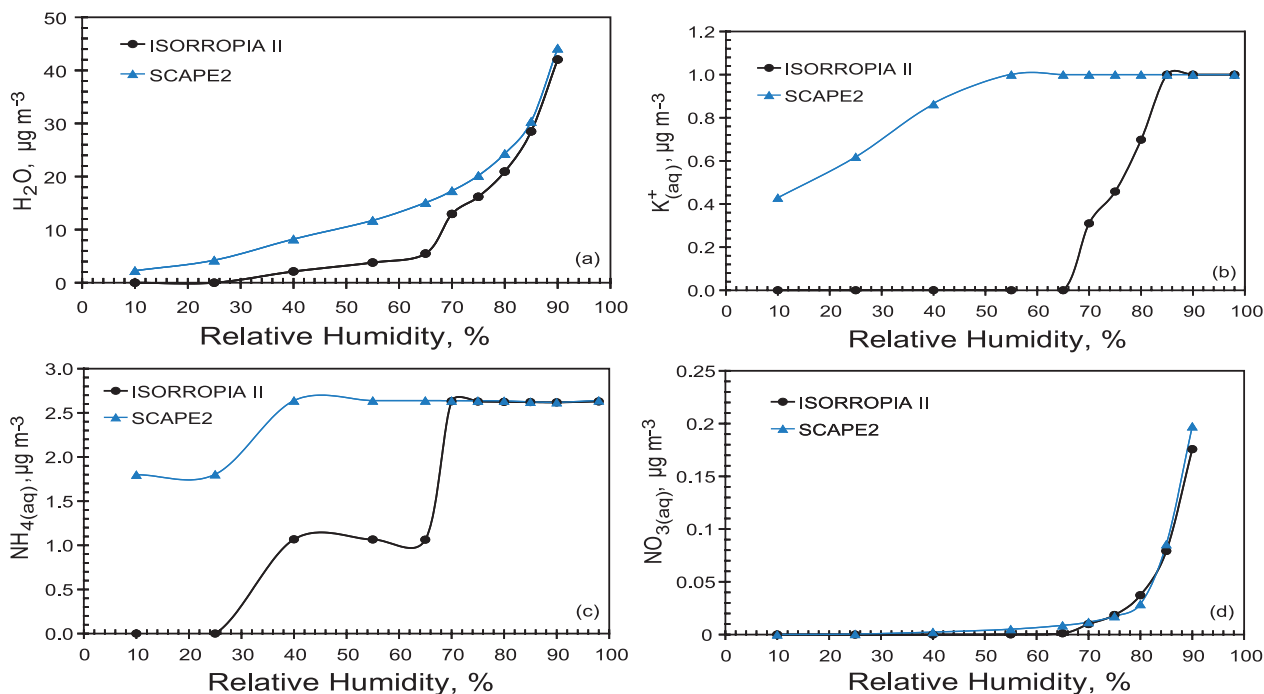 50
40
30
20
10
0
H₂O, µg m⁻³
ISORROPIA II
SCAPE2
(a)
0 10 20 30 40 50 60 70 80 90 100
Relative Humidity, %
1.2
1.0
0.8
0.6
0.4
0.2
0.0
K⁺(aq), µg m⁻³
ISORROPIA II
SCAPE2
(b)
0 10 20 30 40 50 60 70 80 90 100
Relative Humidity, %
3.0
2.5
2.0
1.5
1.0
0.5
0.0
NH₄(aq), µg m⁻³
ISORROPIA II
SCAPE2
(c)
0 10 20 30 40 50 60 70 80 90 100
Relative Humidity, %
0.25
0.2
0.15
0.1
0.05
0
NO₃(aq), µg m⁻³
ISORROPIA II
SCAPE2
(d)
0 10 20 30 40 50 60 70 80 90 100
Relative Humidity, %